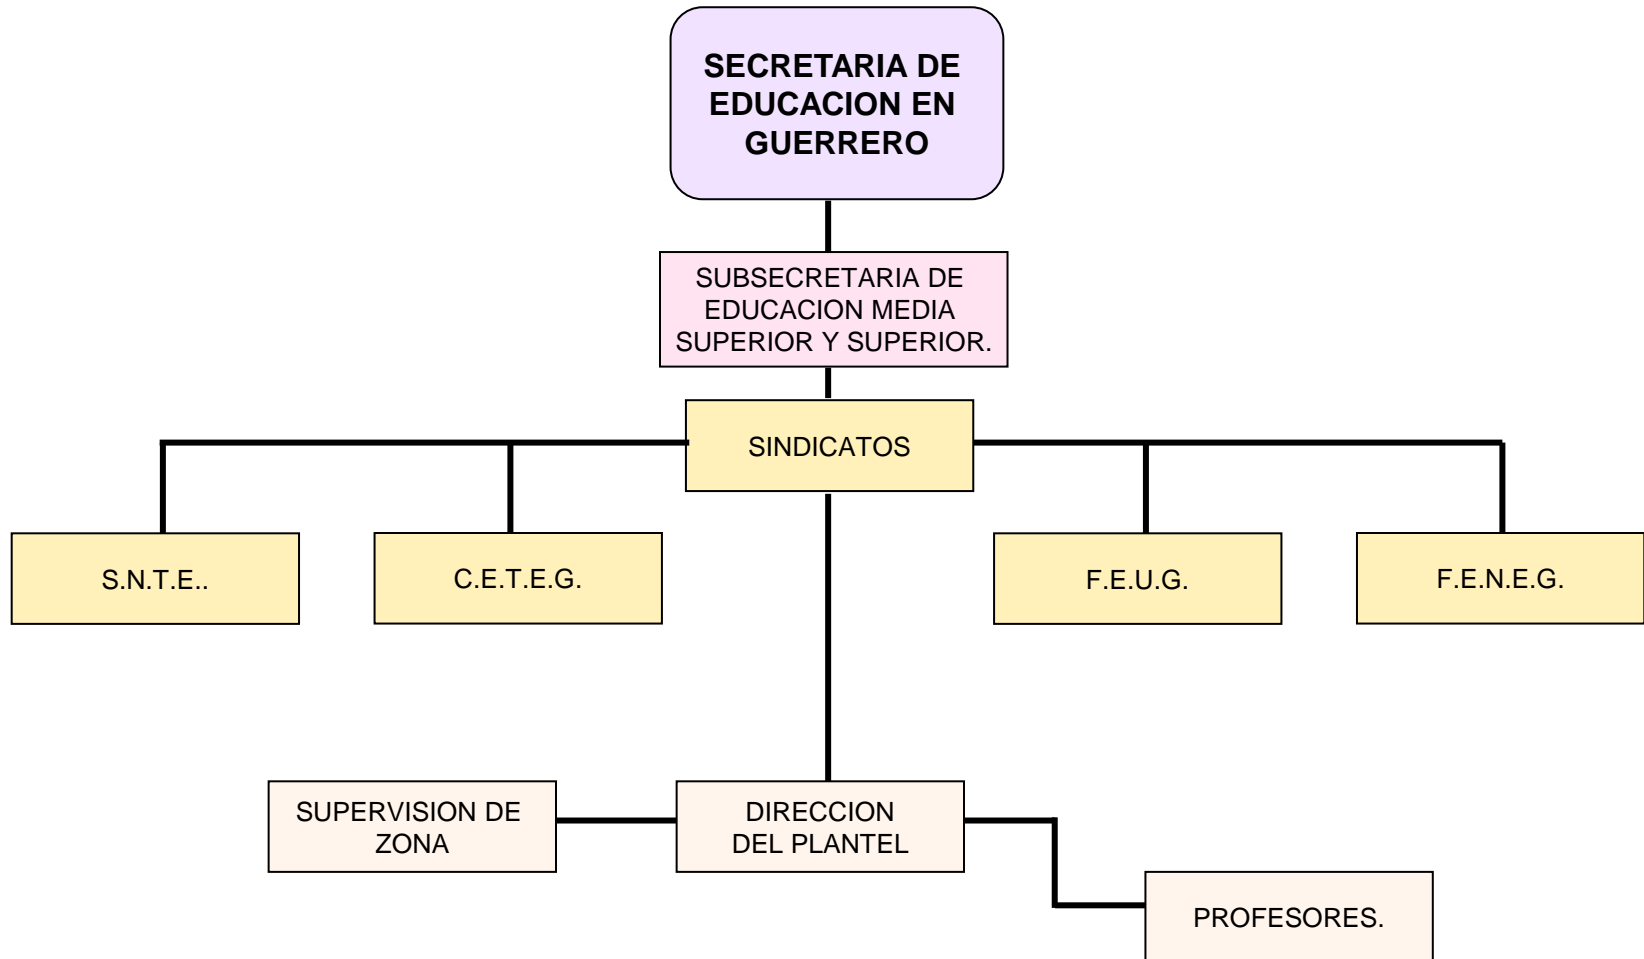 SECRETARIA DE
EDUCACION EN
GUERRERO
SUBSECRETARIA DE
EDUCACION MEDIA
SUPERIOR Y SUPERIOR.
SINDICATOS
S.N.T.E..
C.E.T.E.G.
F.E.U.G.
F.E.N.E.G.
SUPERVISION DE
ZONA
DIRECCION
DEL PLANTEL
PROFESORES.